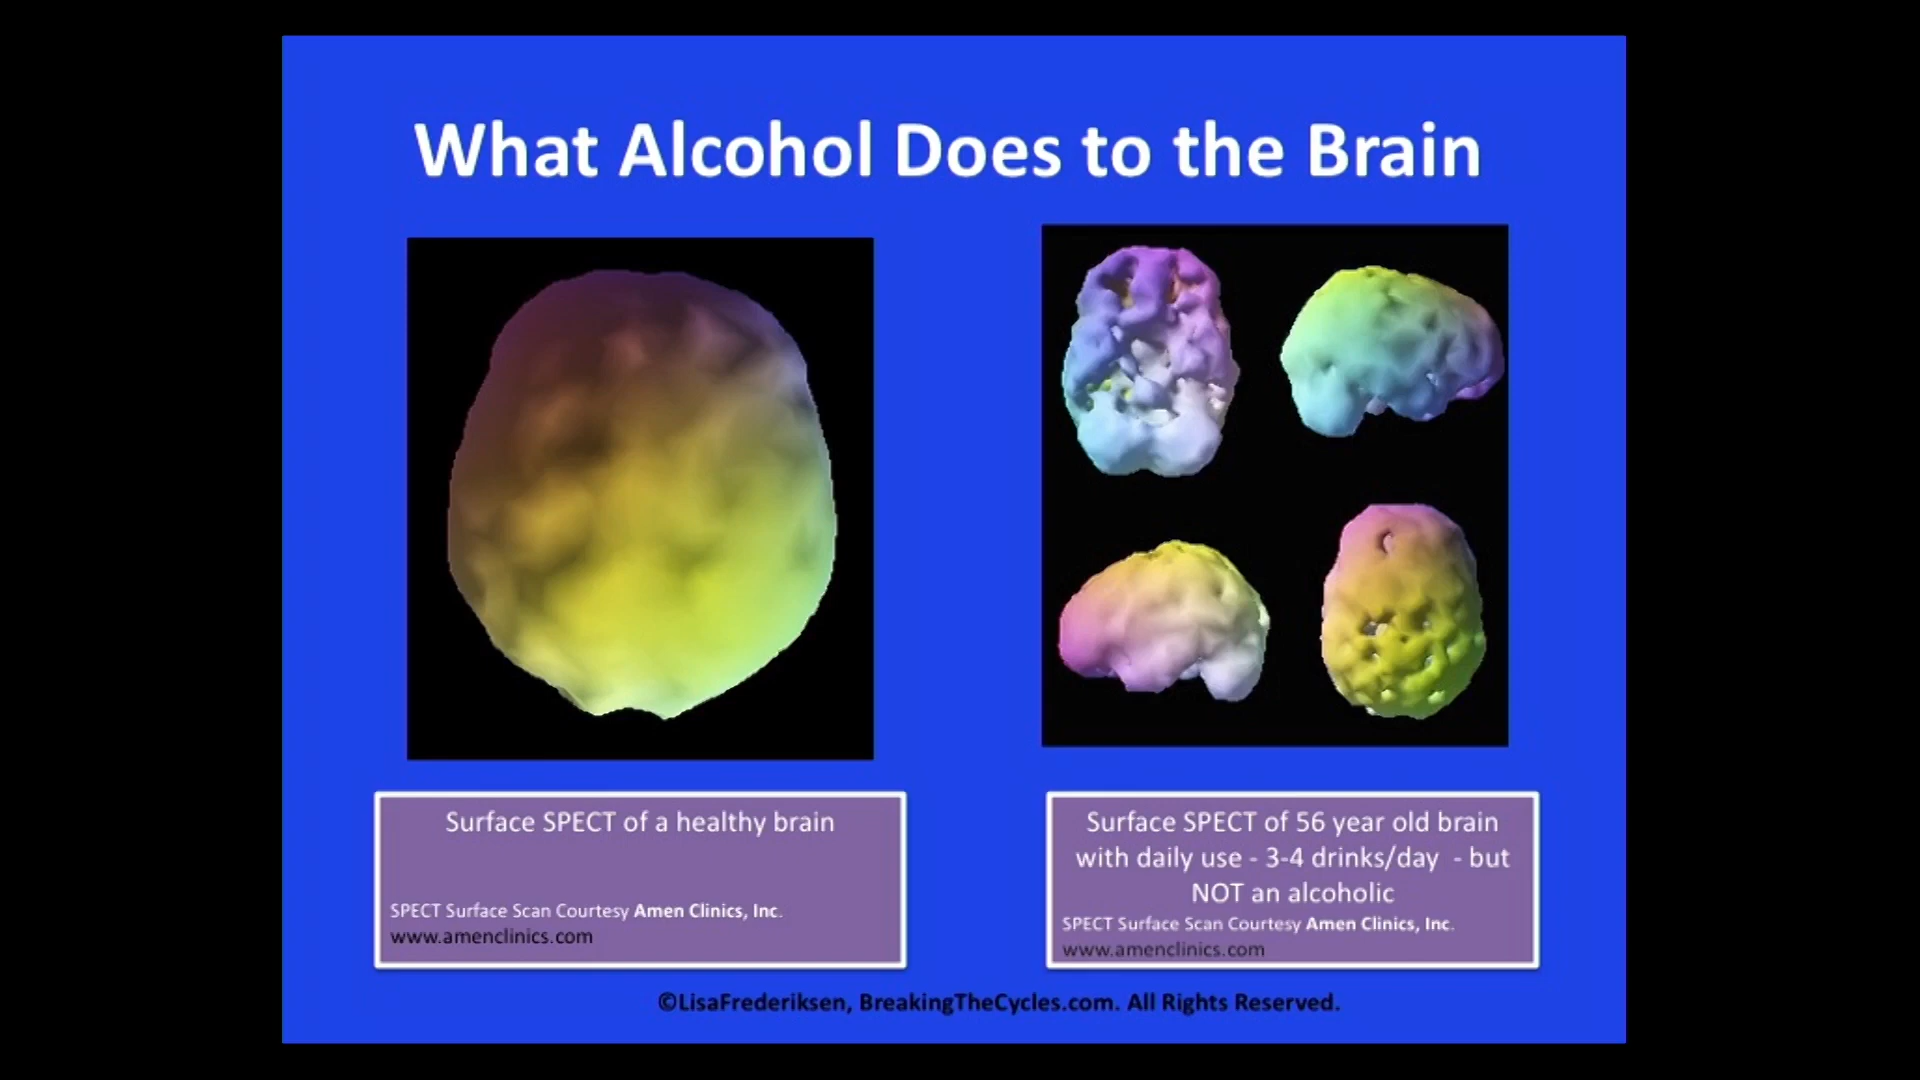 What Alcohol Does to the Brain
Surface SPECT of a healthy brain
SPECT Surface Scan Courtesy Amen Clinics, Inc.
www.amenclinics.com
Surface SPECT of 56 year old brain
with daily use - 3-4 drinks/day - but
NOT an alcoholic
SPECT Surface Scan Courtesy Amen Clinics, Inc.
www.amenclinics.com
©LisaFrederiksen, BreakingTheCycles.com. All Rights Reserved.